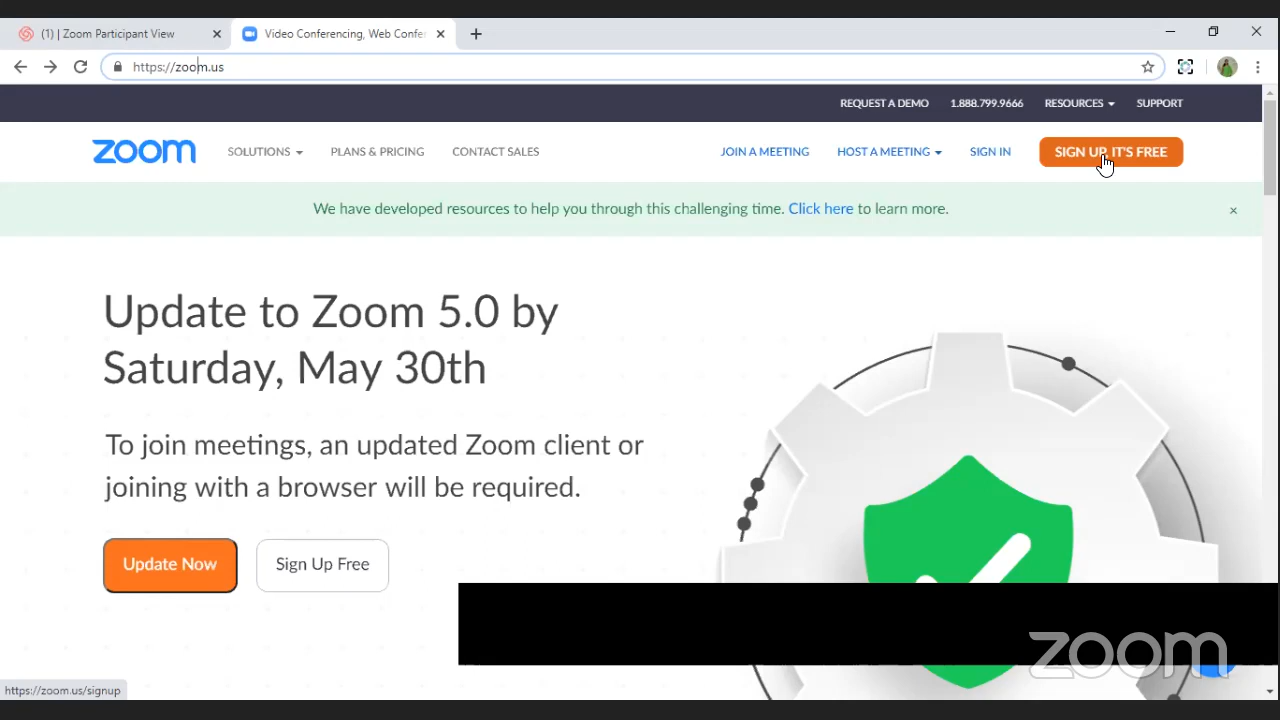 (1) | Zoom Participant View
Video Conferencing, Web Confer
https://zoom.us
REQUEST A DEMO
1.888.799.9666
RESOURCES
SUPPORT
zoom
SOLUTIONS
PLANS & PRICING
CONTACT SALES
JOIN A MEETING
HOST A MEETING
SIGN IN
SIGN UP, IT'S FREE
We have developed resources to help you through this challenging time. Click here to learn more.
Update to Zoom 5.0 by
Saturday, May 30th
To join meetings, an updated Zoom client or
joining with a browser will be required.
Update Now
Sign Up Free
zoom
https://zoom.us/signup